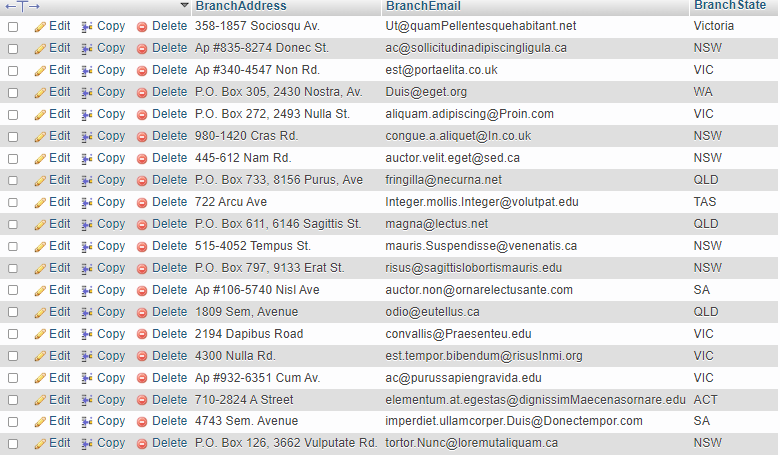 BranchAddress BranchEmail BranchState
Edit Copy Delete 358-1857 Sociosqu Av. Ut@quamPellentesquehabitant.net Victoria
Edit Copy Delete Ap #835-8274 Donec St. ac@sollicitudinadipiscingligula.ca NSW
Edit Copy Delete Ap #340-4547 Non Rd. est@portaelita.co.uk VIC
Edit Copy Delete P.O. Box 305, 2430 Nostra, Av. Duis@eget.org WA
Edit Copy Delete P.O. Box 272, 2493 Nulla St. aliquam.adipiscing@Proin.com VIC
Edit Copy Delete 980-1420 Cras Rd. congue.a.aliquet@In.co.uk NSW
Edit Copy Delete 445-612 Nam Rd. auctor.velit.eget@sed.ca NSW
Edit Copy Delete P.O. Box 733, 8156 Purus, Ave fringilla@necurna.net QLD
Edit Copy Delete 722 Arcu Ave Integer.mollis.Integer@volutpat.edu TAS
Edit Copy Delete P.O. Box 611, 6146 Sagittis St. magna@lectus.net QLD
Edit Copy Delete 515-4052 Tempus St. mauris.Suspendisse@venenatis.ca NSW
Edit Copy Delete P.O. Box 797, 9133 Erat St. risus@sagittislobortismauris.edu NSW
Edit Copy Delete Ap #106-5740 Nisl Ave auctor.non@ornarelectusante.com SA
Edit Copy Delete 1809 Sem, Avenue odio@eutellus.ca QLD
Edit Copy Delete 2194 Dapibus Road convallis@Praesenteu.edu VIC
Edit Copy Delete 4300 Nulla Rd. est.tempor.bibendum@risusInmi.org VIC
Edit Copy Delete Ap #932-6351 Cum Av. ac@purussapiengravida.edu VIC
Edit Copy Delete 710-2824 A Street elementum.at.egestas@dignissimMaecenasornare.edu ACT
Edit Copy Delete 4743 Sem. Avenue imperdiet.ullamcorper.Duis@Donectempor.com SA
Edit Copy Delete P.O. Box 126, 3662 Vulputate Rd. tortor.Nunc@loremutaliquam.ca NSW